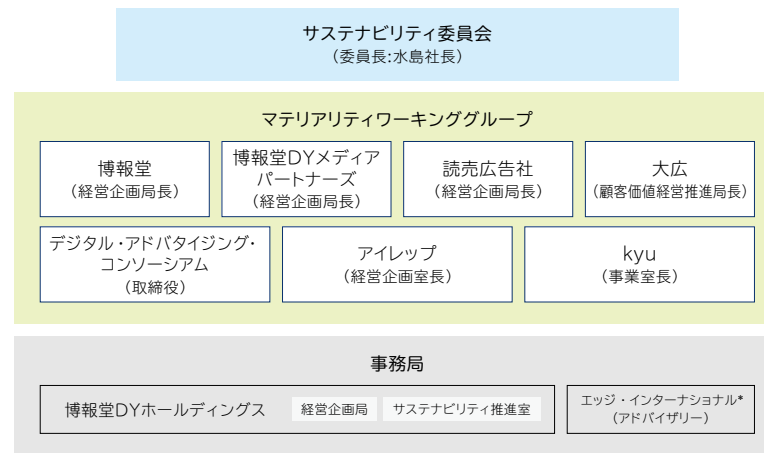 サステナビリティ委員会
（委員長:水島社長）
マテリアリティワーキンググループ
博報堂
（経営企画局長）
博報堂DYメディア
パートナーズ
（経営企画局長）
読売広告社
（経営企画局長）
大広
（顧客価値経営推進局長）
デジタル・アドバタイジング・
コンソーシアム
（取締役）
アイレップ
（経営企画室長）
kyu
（事業室長）
事務局
博報堂DYホールディングス
経営企画局
サステナビリティ推進室
エッジ・インターナショナル*
（アドバイザリー）